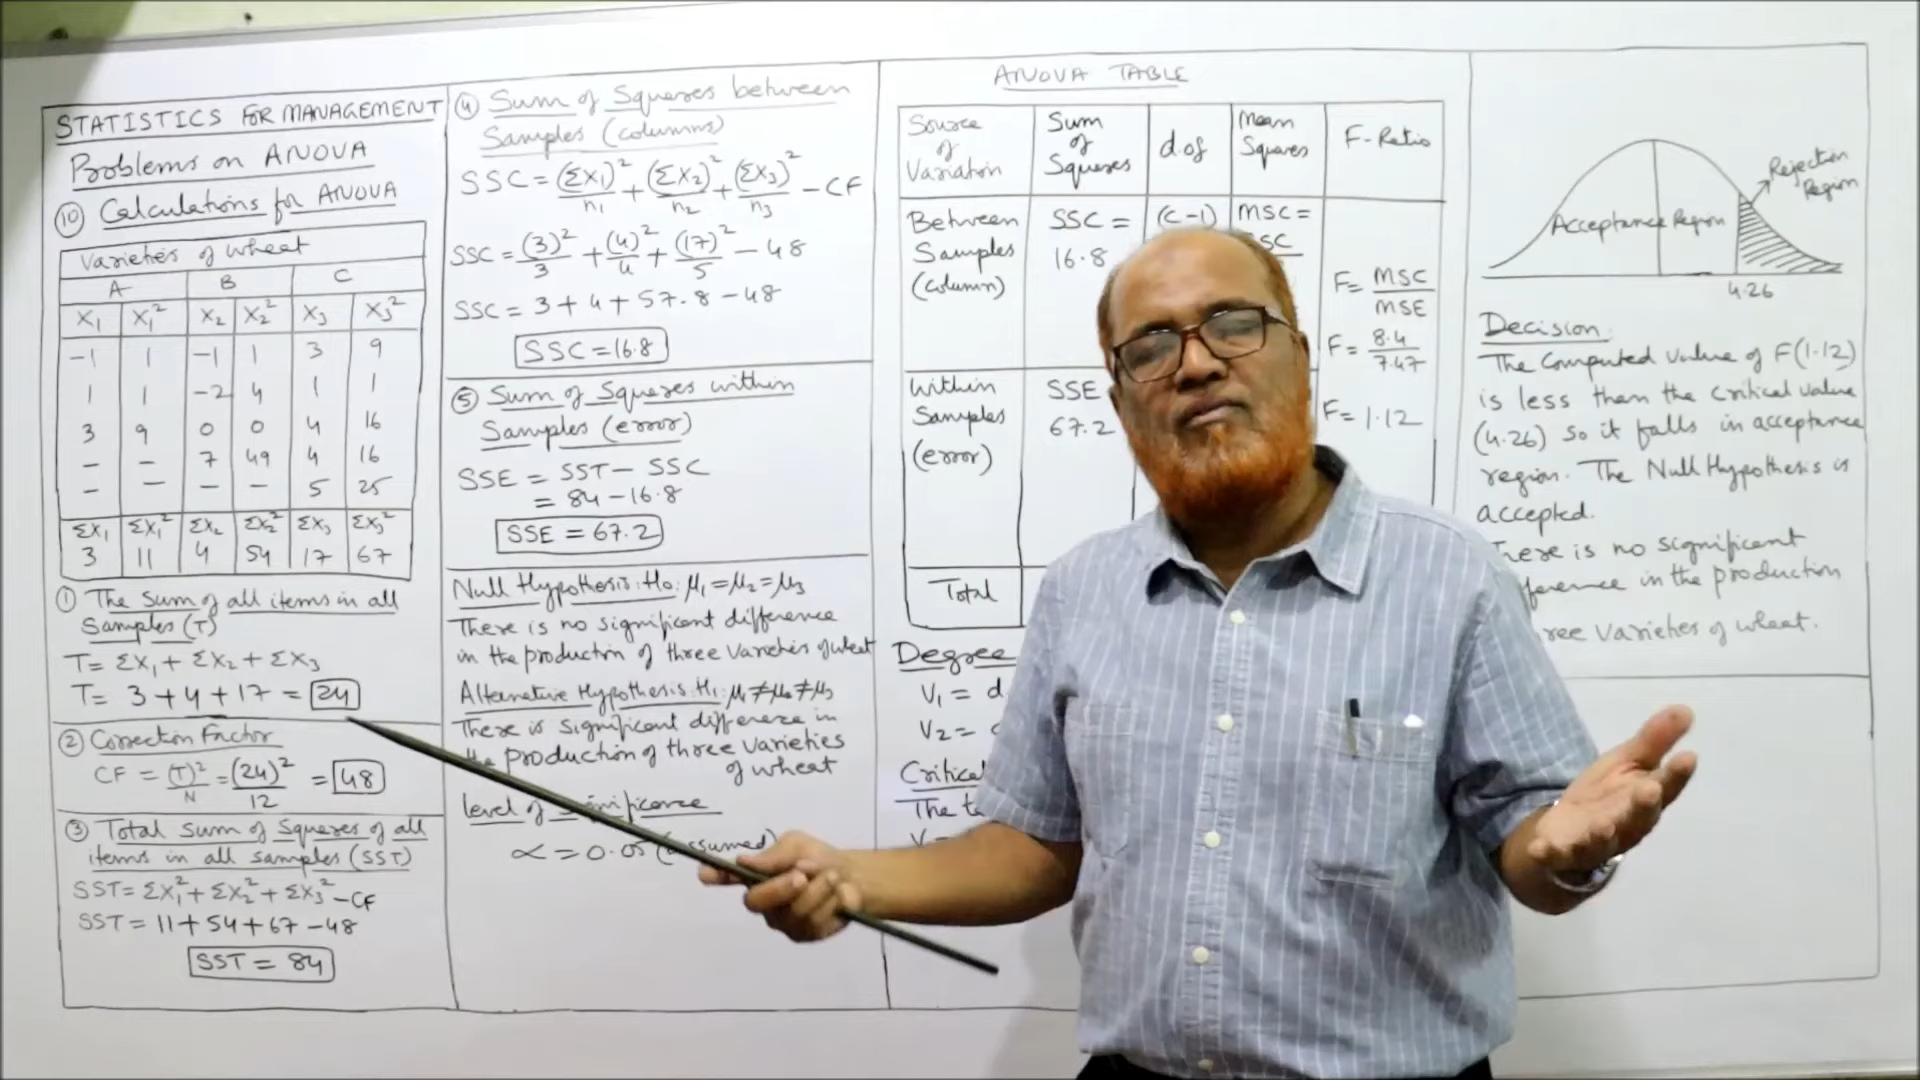 STATISTICS FOR MANAGEMENT
Problems on ANOVA
⑩ Calculations for ANOVA
Varieties of wheat
A B C
X₁ X₁² X₂ X₂² X₃ X₃²
-1 1 -1 1 3 9
1 1 -2 4 1 1
3 9 0 0 4 16
- - 7 49 4 16
- - - - 5 25
ΣX₁ ΣX₁² ΣX₂ ΣX₂² ΣX₃ ΣX₃²
3 11 4 54 17 67
① The Sum of all items in all
Samples (T)
T= ΣX₁ + ΣX₂ + ΣX₃
T= 3+4+17 = 24
② Correction Factor
CF = (T)²/N = (24)²/12 = 48
③ Total Sum of Squares of all
items in all samples (SST)
SST= ΣX₁²+ ΣX₂²+ ΣX₃² -CF
SST= 11+54+67-48
SST = 84
④ Sum of Squares between
Samples (columns)
SSC = (ΣX₁)²/n₁ + (ΣX₂)²/n₂ + (ΣX₃)²/n₃ - CF
SSC = (3)²/3 + (4)²/4 + (17)²/5 - 48
SSC = 3+4+57.8-48
SSC = 16.8
⑤ Sum of Squares within
Samples (error)
SSE = SST - SSC
= 84-16.8
SSE = 67.2
Null Hypothesis: H₀: μ₁=μ₂=μ₃
There is no significant difference
in the production of three varieties of wheat
Alternative Hypothesis: H₁: μ₁≠μ₂≠μ₃
There is significant difference in
production of three varieties
of wheat
level of significance
α = 0.05 (assumed)
ANOVA TABLE
Source of Variation
Sum of Squares
d.of
Mean Squares
F-Ratio
Between Samples (column)
SSC = 16.8
(C-1)
MSC =
F= MSC/MSE
F= 8.4/7.47
F= 1.12
Within Samples (error)
SSE
67.2
Total
Degree
V₁ =
V₂ =
Critical
The
Acceptance Region
Rejection
Region
4.26
Decision:
The Computed value of F(1.12)
is less than the critical value
(4.26) so it falls in acceptance
region. The Null Hypothesis is
accepted.
There is no significant
difference in the production
varieties of wheat.